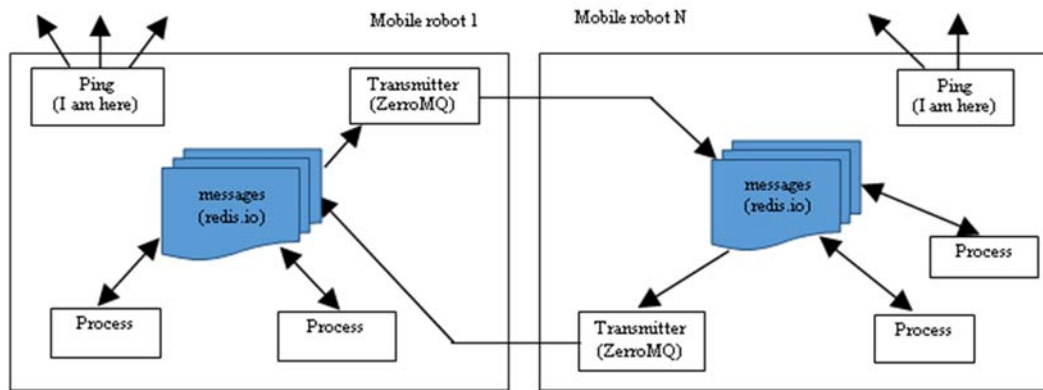 Mobile robot 1
Mobile robot N
Ping
(I am here)
Transmitter
(ZerroMQ)
messages
(redis.io)
Process
Process
Ping
(I am here)
messages
(redis.io)
Process
Transmitter
(ZerroMQ)
Process